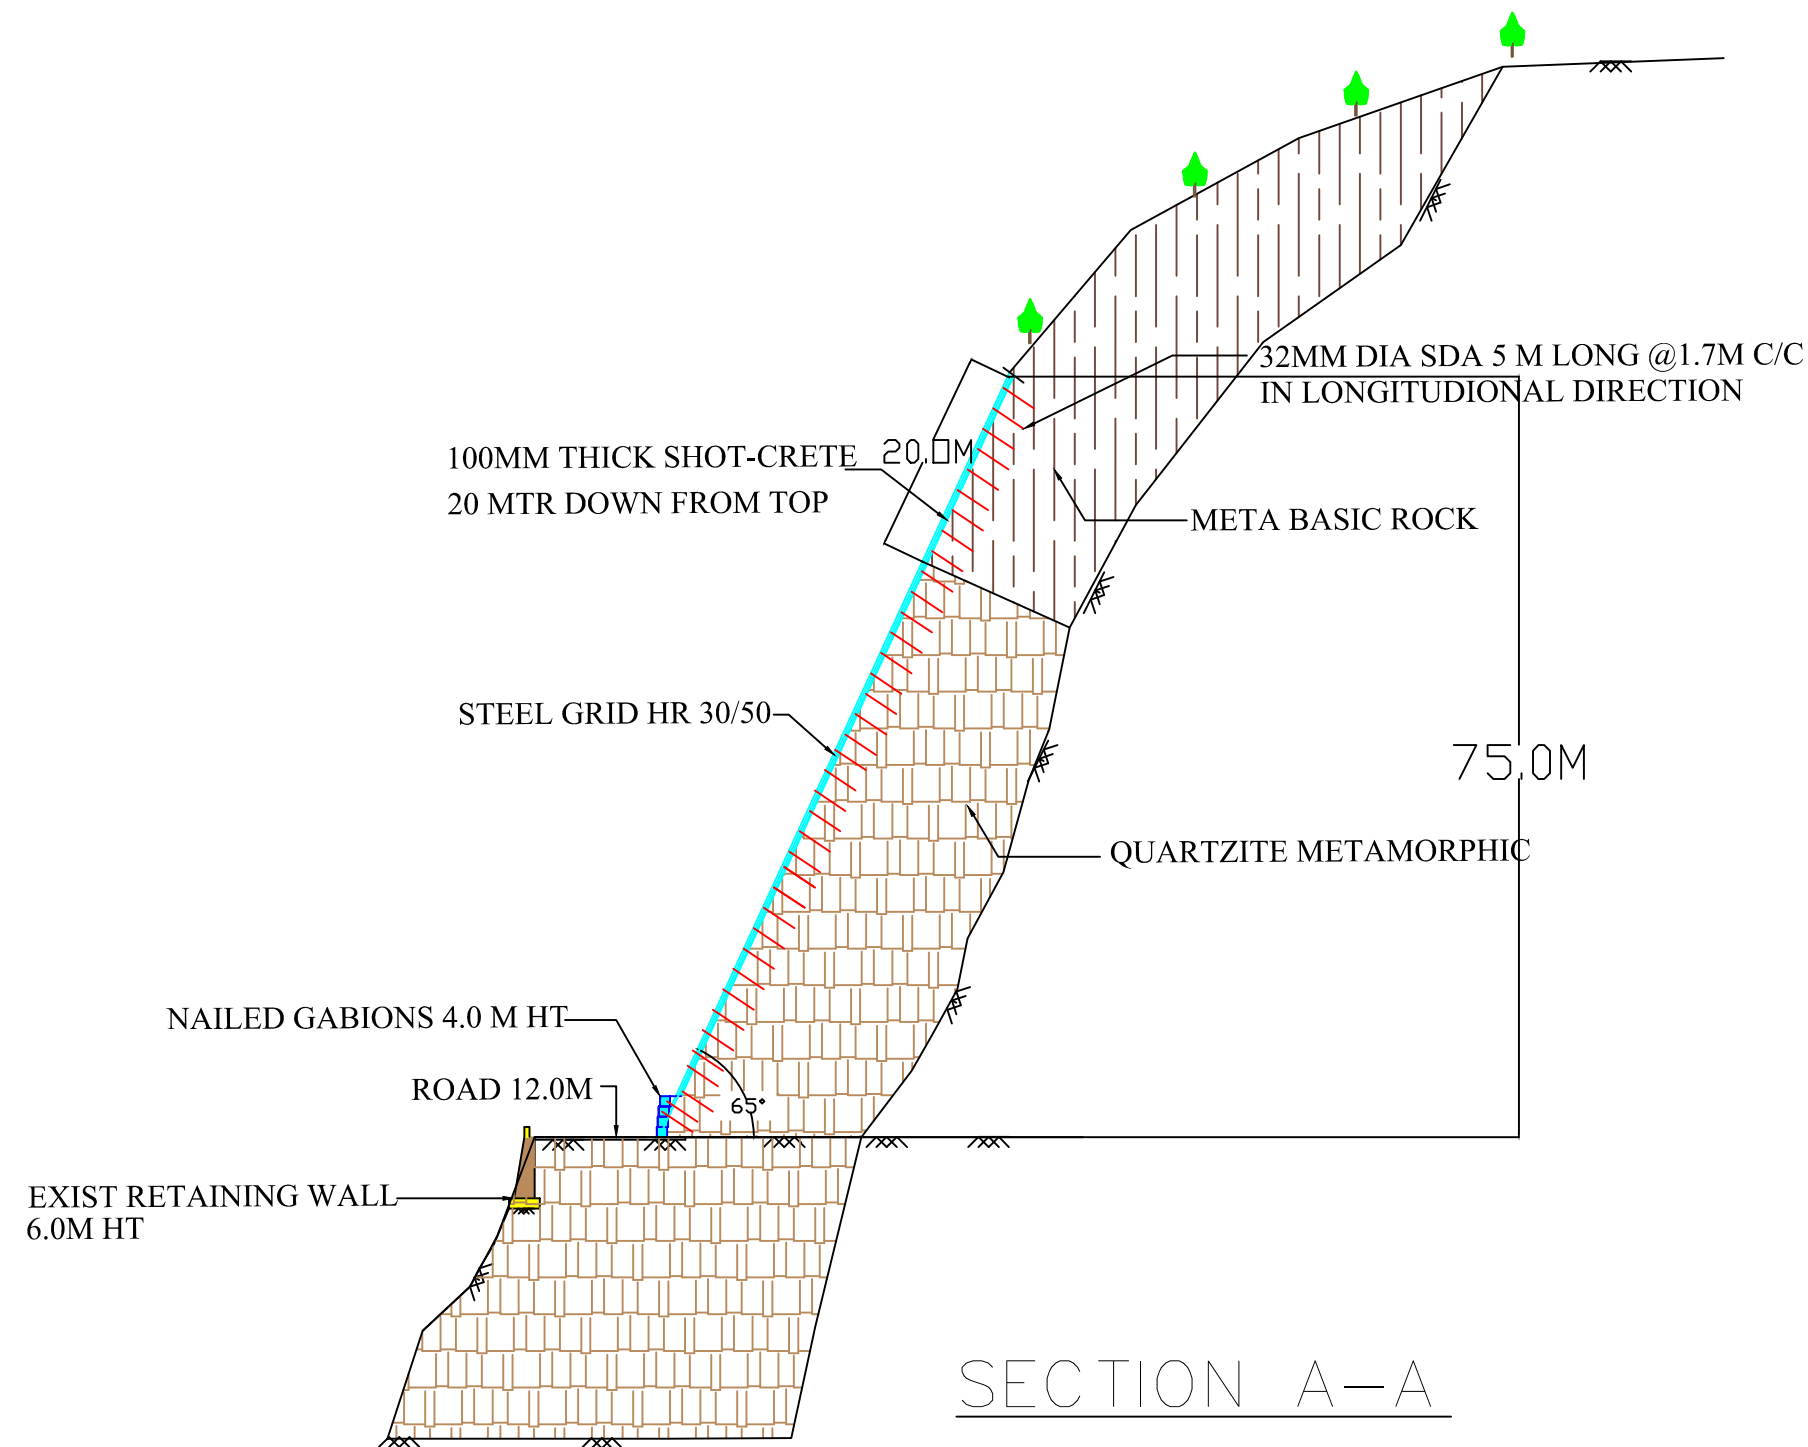 32MM DIA SDA 5 M LONG @1.7M C/C
IN LONGITUDIONAL DIRECTION
100MM THICK SHOT-CRETE
20 MTR DOWN FROM TOP
20.0M
META BASIC ROCK
STEEL GRID HR 30/50
75.0M
QUARTZITE METAMORPHIC
NAILED GABIONS 4.0 M HT
ROAD 12.0M
65°
EXIST RETAINING WALL
6.0M HT
SECTION A-A